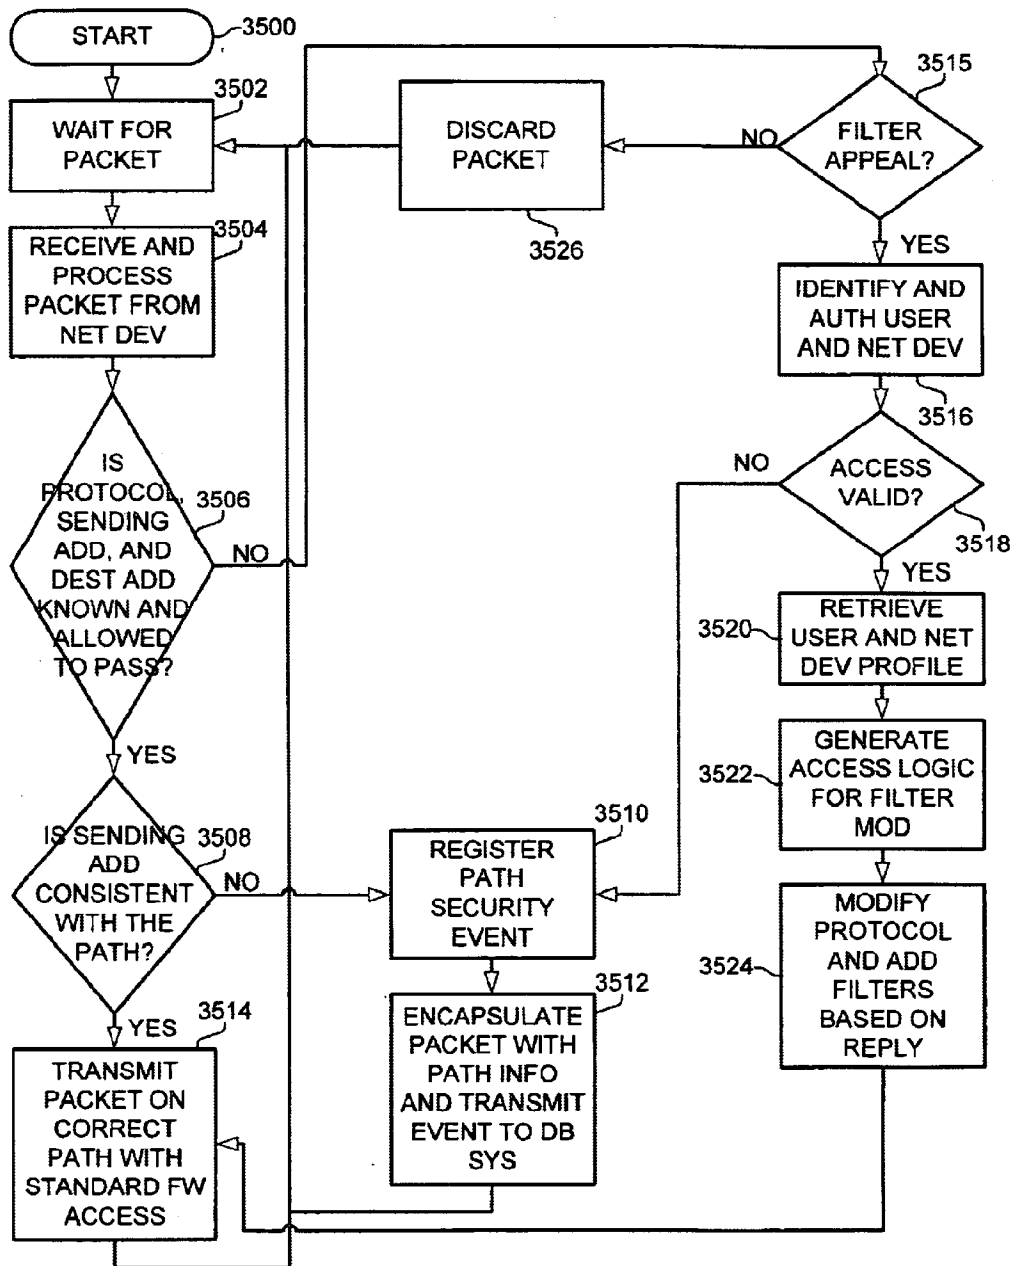 START
3500
3502
WAIT FOR
PACKET
3504
RECEIVE AND
PROCESS
PACKET FROM
NET DEV
IS
PROTOCOL,
SENDING
ADD, AND
DEST ADD
KNOWN AND
ALLOWED
TO PASS?
3506
NO
YES
IS SENDING
ADD
CONSISTENT
WITH THE
PATH?
3508
NO
YES
3514
TRANSMIT
PACKET ON
CORRECT
PATH WITH
STANDARD FW
ACCESS
DISCARD
PACKET
3526
3510
REGISTER
PATH
SECURITY
EVENT
3512
ENCAPSULATE
PACKET WITH
PATH INFO
AND TRANSMIT
EVENT TO DB
SYS
3515
FILTER
APPEAL?
NO
YES
IDENTIFY AND
AUTH USER
AND NET DEV
3516
ACCESS
VALID?
NO
3518
YES
3520
RETRIEVE
USER AND NET
DEV PROFILE
3522
GENERATE
ACCESS LOGIC
FOR FILTER
MOD
3524
MODIFY
PROTOCOL
AND ADD
FILTERS
BASED ON
REPLY